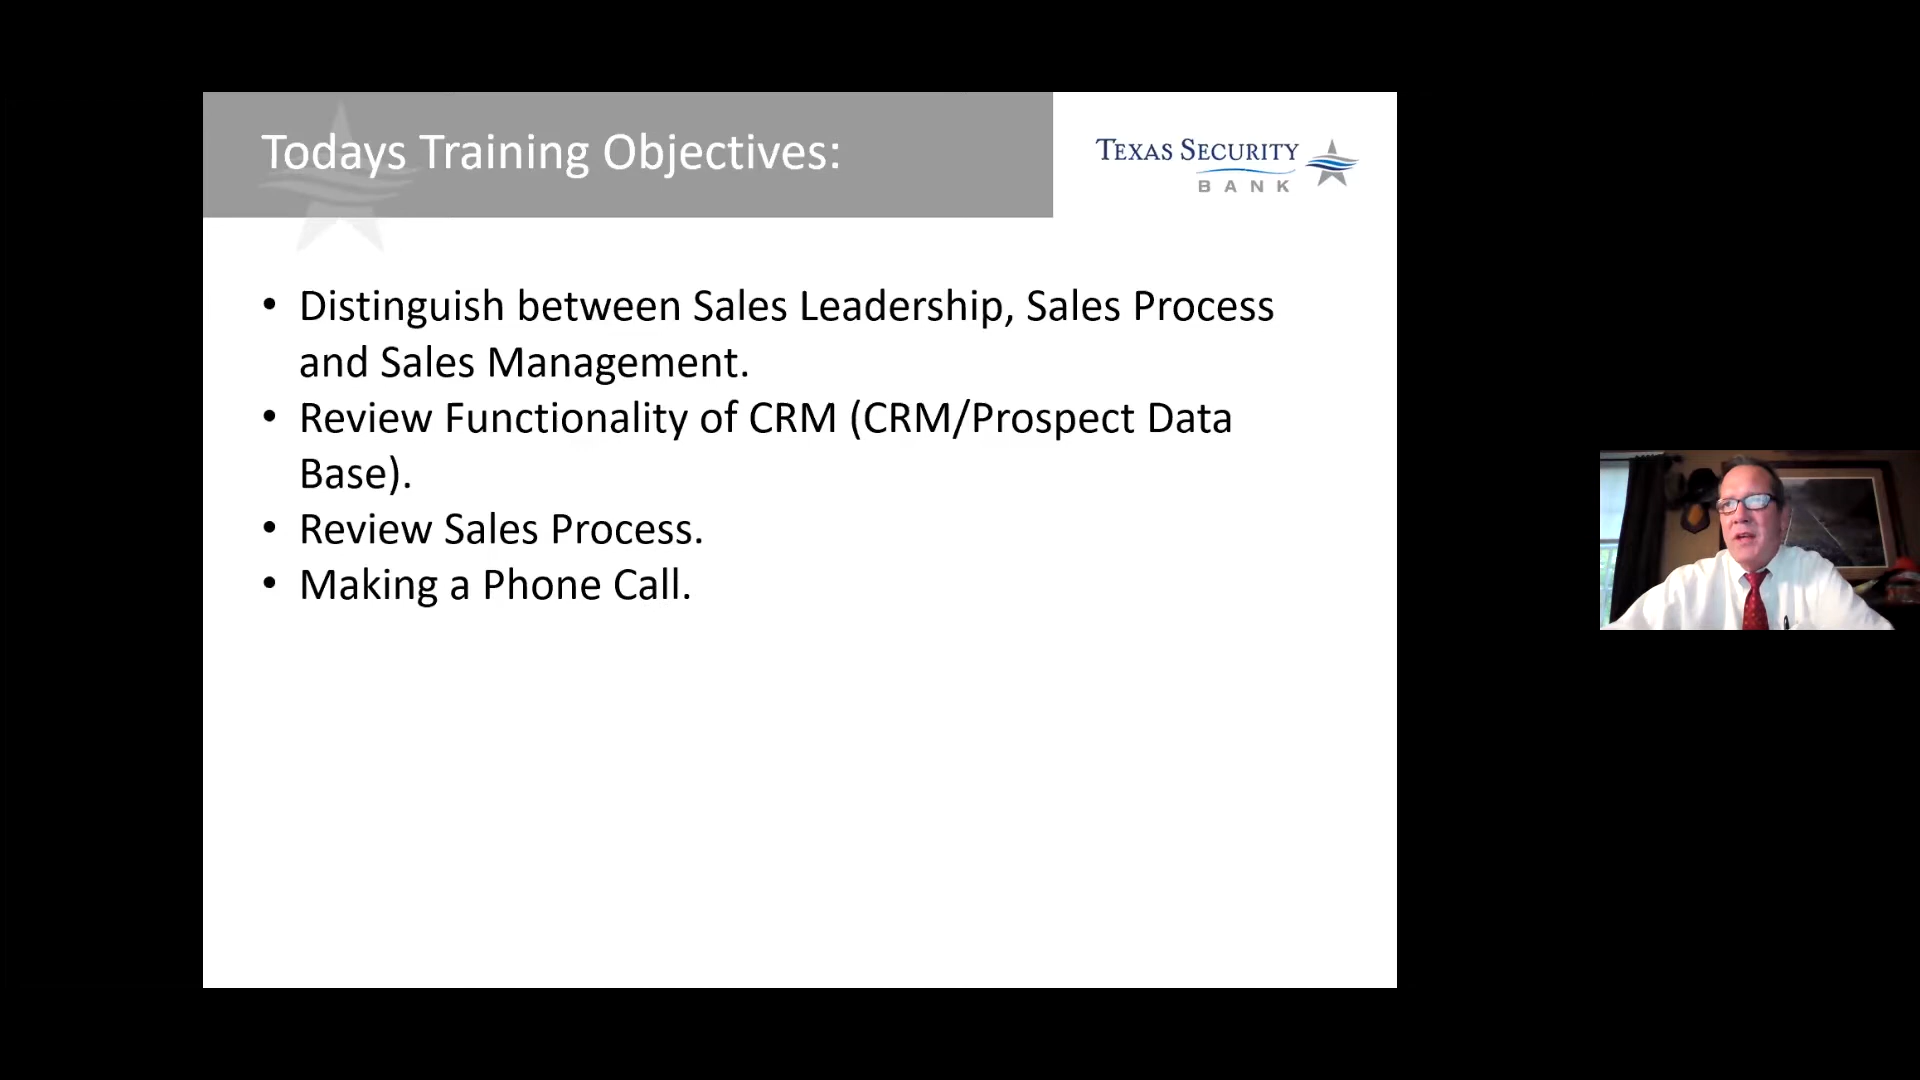 Todays Training Objectives:
TEXAS SECURITY
BANK
• Distinguish between Sales Leadership, Sales Process
and Sales Management.
• Review Functionality of CRM (CRM/Prospect Data
Base).
• Review Sales Process.
• Making a Phone Call.